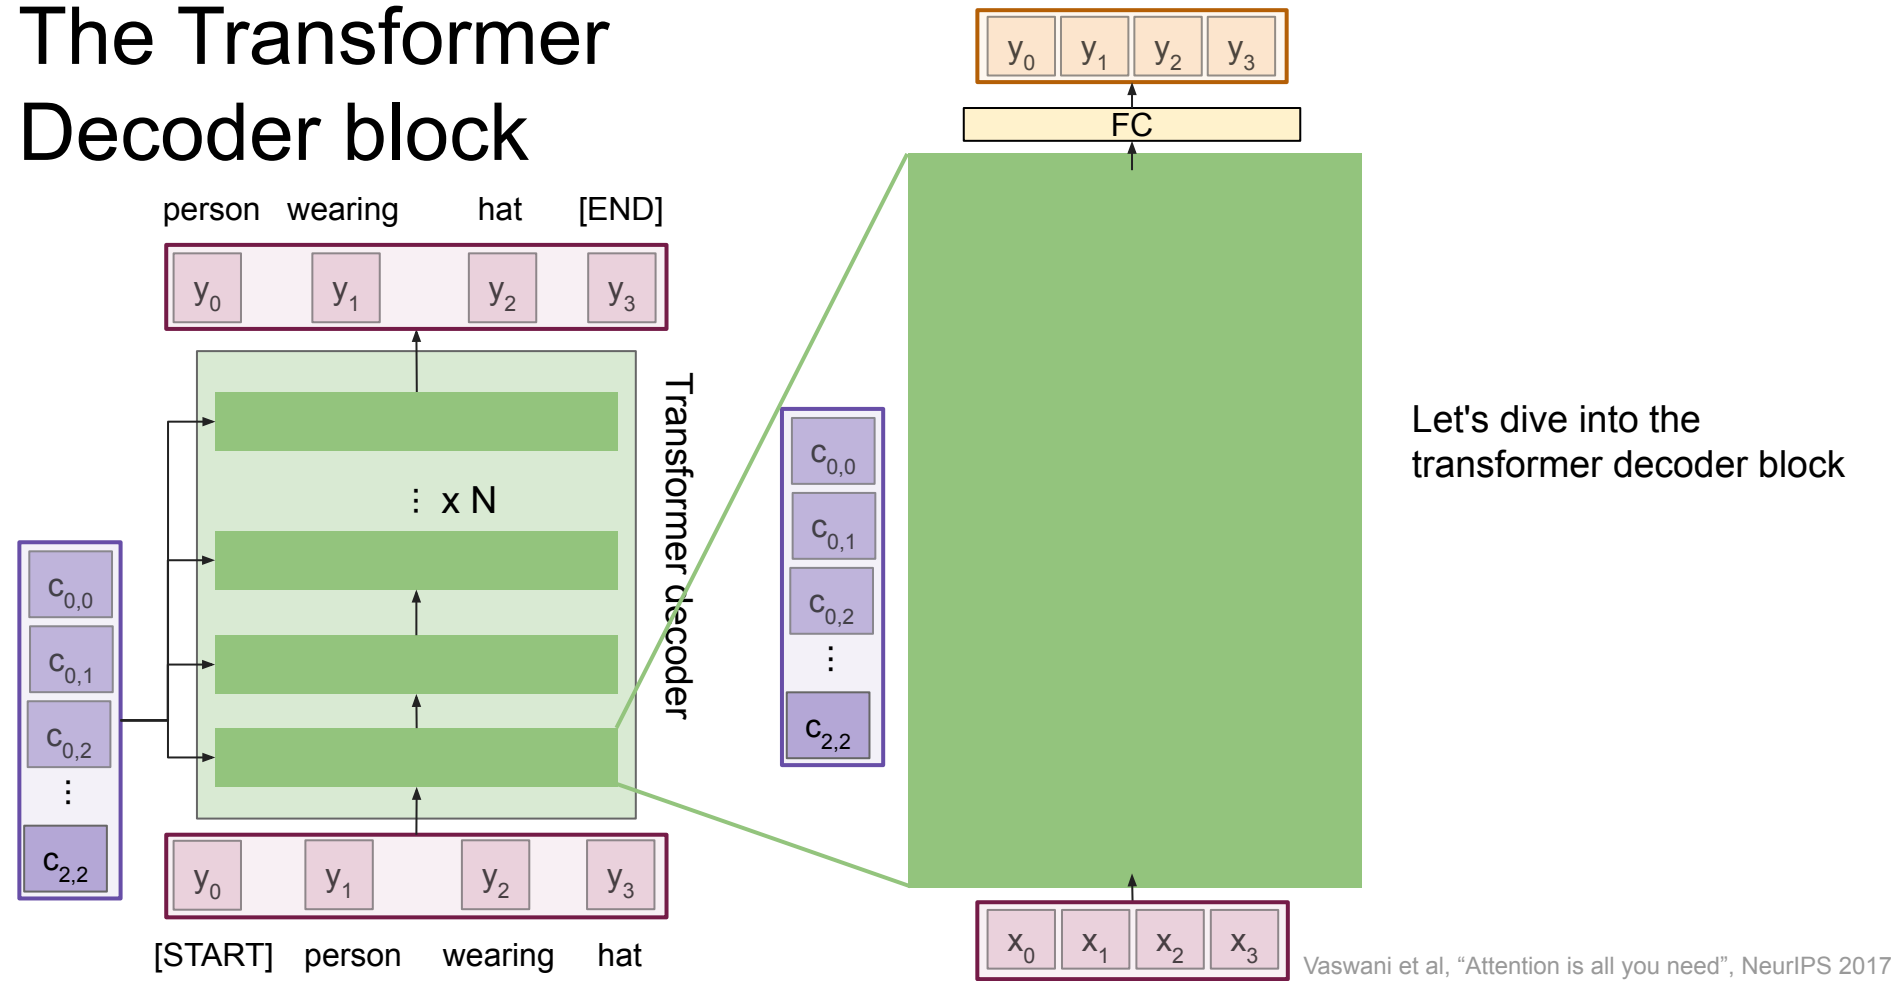 The Transformer
Decoder block
person wearing hat [END]
y0 y1 y2 y3
Transformer decoder
⋮ x N
c0,0
c0,1
c0,2
⋮
c2,2
y0 y1 y2 y3
[START] person wearing hat
y0 y1 y2 y3
FC
c0,0
c0,1
c0,2
⋮
c2,2
x0 x1 x2 x3
Let's dive into the
transformer decoder block
Vaswani et al, “Attention is all you need”, NeurIPS 2017